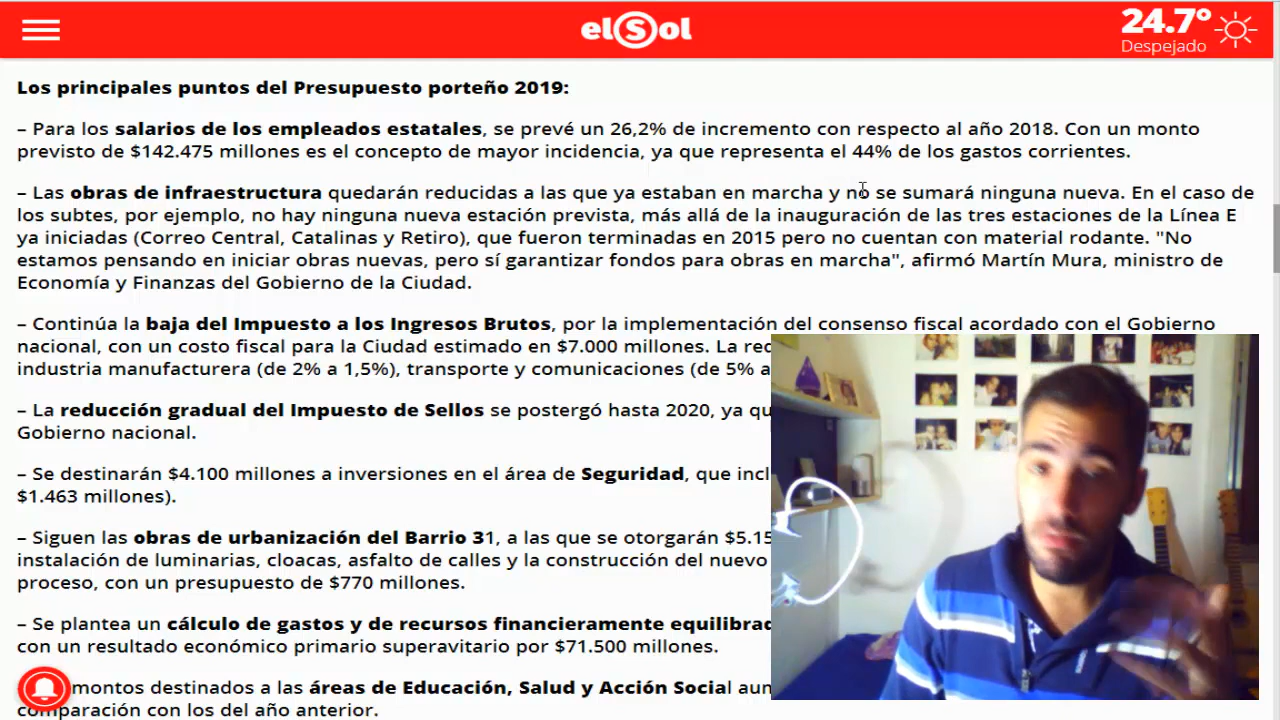 elSol
24.7°
Despejado
Los principales puntos del Presupuesto porteño 2019:
– Para los salarios de los empleados estatales, se prevé un 26,2% de incremento con respecto al año 2018. Con un monto
previsto de $142.475 millones es el concepto de mayor incidencia, ya que representa el 44% de los gastos corrientes.
– Las obras de infraestructura quedarán reducidas a las que ya estaban en marcha y no se sumará ninguna nueva. En el caso de
los subtes, por ejemplo, no hay ninguna nueva estación prevista, más allá de la inauguración de las tres estaciones de la Línea E
ya iniciadas (Correo Central, Catalinas y Retiro), que fueron terminadas en 2015 pero no cuentan con material rodante. "No
estamos pensando en iniciar obras nuevas, pero sí garantizar fondos para obras en marcha", afirmó Martín Mura, ministro de
Economía y Finanzas del Gobierno de la Ciudad.
– Continúa la baja del Impuesto a los Ingresos Brutos, por la implementación del consenso fiscal acordado con el Gobierno
nacional, con un costo fiscal para la Ciudad estimado en $7.000 millones. La
industria manufacturera (de 2% a 1,5%), transporte y comunicaciones (de 5% a
– La reducción gradual del Impuesto de Sellos se postergó hasta 2020, ya
Gobierno nacional.
– Se destinarán $4.100 millones a inversiones en el área de Seguridad, que
$1.463 millones).
– Siguen las obras de urbanización del Barrio 31, a las que se otorgarán
instalación de luminarias, cloacas, asfalto de calles y la construcción del nuevo
proceso, con un presupuesto de $770 millones.
– Se plantea un cálculo de gastos y de recursos financieramente
con un resultado económico primario superavitario por $71.500 millones.
montos destinados a las áreas de Educación, Salud y Acción Social
comparación con los del año anterior.